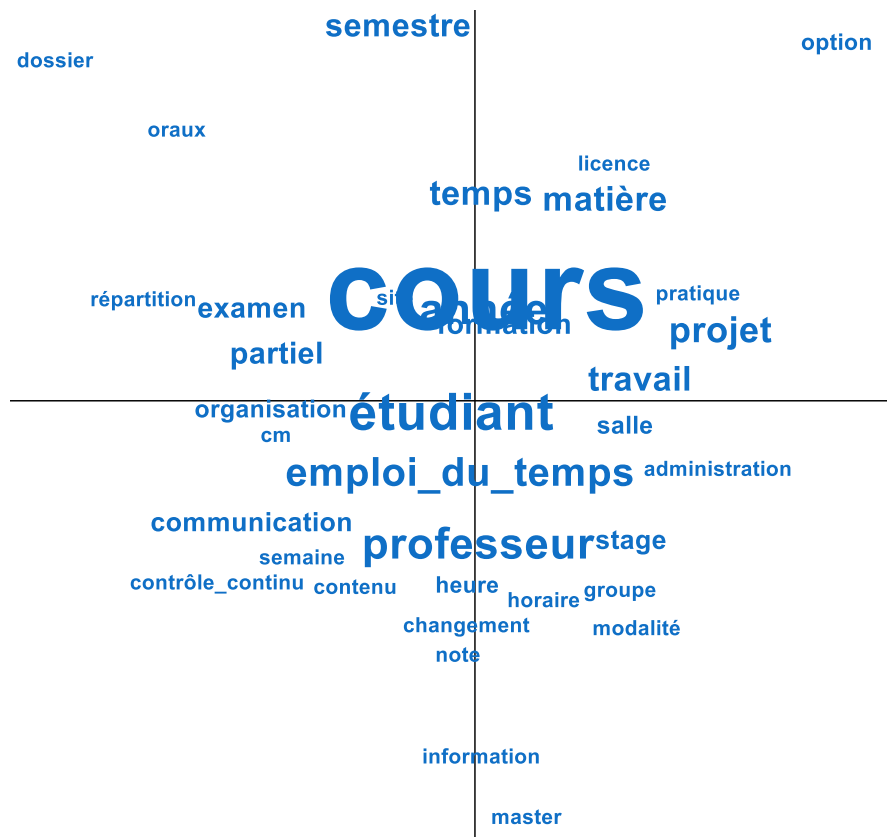 semestre
option
dossier
oraux
licence
temps
matière
cours
répartition
examen
année
pratique
formation
projet
partiel
travail
organisation
étudiant
salle
cm
emploi_du_temps
administration
communication
professeur
stage
semaine
contrôle_continu
contenu
heure
horaire
groupe
changement
modalité
note
information
master